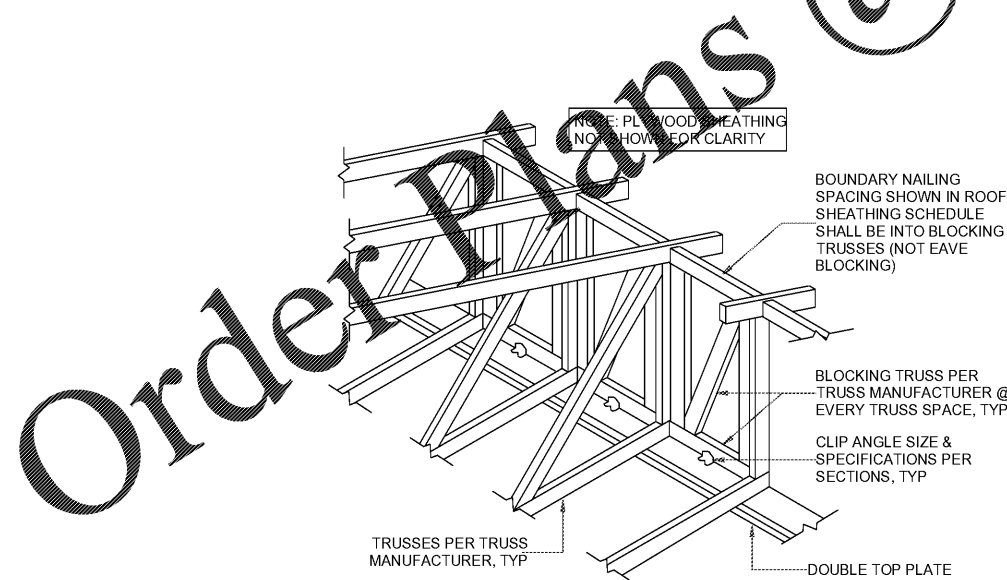 Order Plans ©
NOTE: PLYWOOD SHEATHING
NOT SHOWN FOR CLARITY
BOUNDARY NAILING
SPACING SHOWN IN ROOF
SHEATHING SCHEDULE
SHALL BE INTO BLOCKING
TRUSSES (NOT EAVE
BLOCKING)
BLOCKING TRUSS PER
TRUSS MANUFACTURER @
EVERY TRUSS SPACE, TYP
CLIP ANGLE SIZE &
SPECIFICATIONS PER
SECTIONS, TYP
TRUSSES PER TRUSS
MANUFACTURER, TYP
DOUBLE TOP PLATE